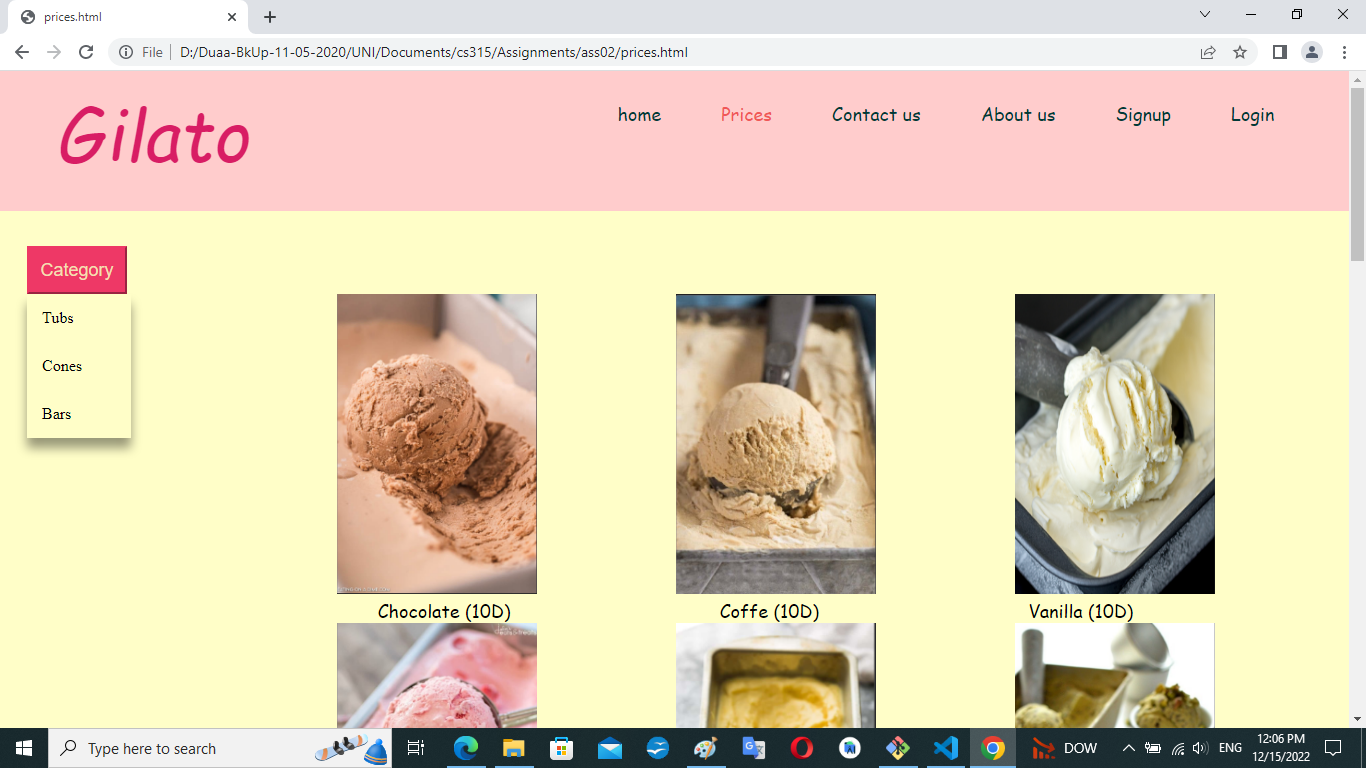 prices.html
File D:/Duaa-BkUp-11-05-2020/UNI/Documents/cs315/Assignments/ass02/prices.html
Gilato
home Prices Contact us About us Signup Login
Category
Tubs
Cones
Bars
Chocolate (10D) Coffe (10D) Vanilla (10D)
Type here to search
DOW ENG 12:06 PM
12/15/2022